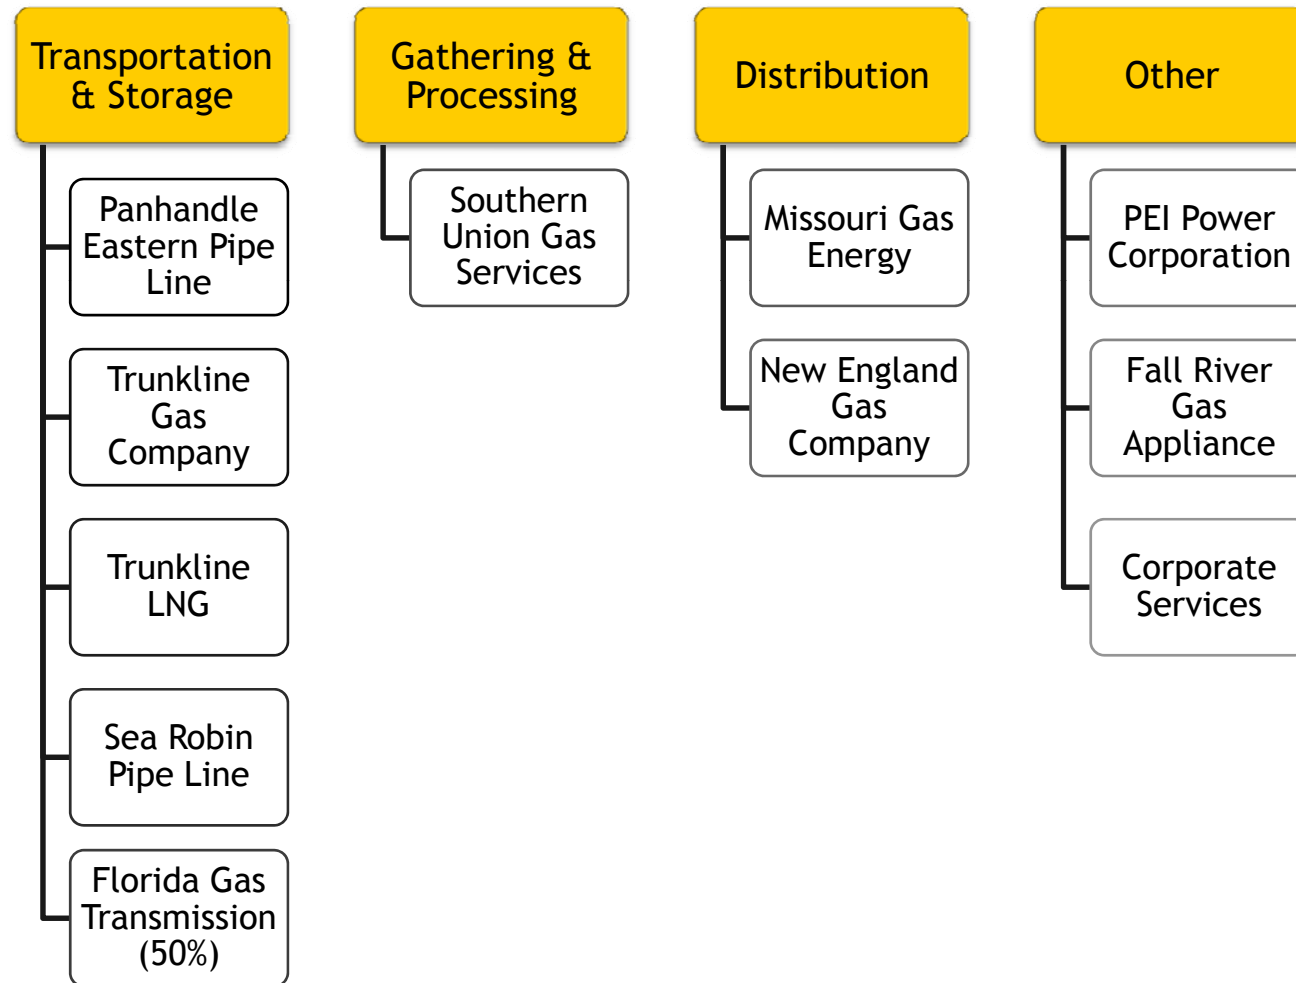 Transportation
& Storage
Panhandle
Eastern Pipe
Line
Trunkline
Gas
Company
Trunkline
LNG
Sea Robin
Pipe Line
Florida Gas
Transmission
(50%)
Gathering &
Processing
Southern
Union Gas
Services
Distribution
Missouri Gas
Energy
New England
Gas
Company
Other
PEI Power
Corporation
Fall River
Gas
Appliance
Corporate
Services